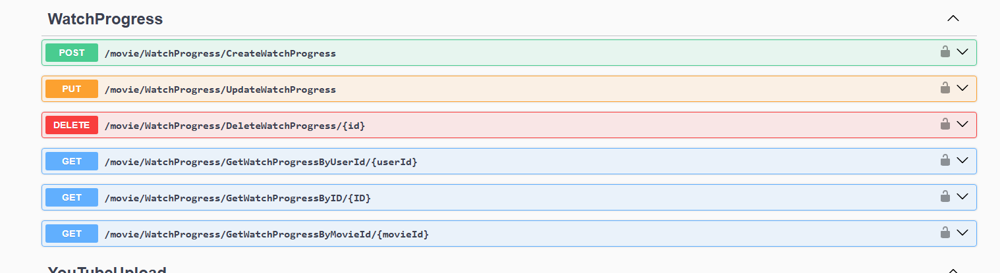 WatchProgress
POST /movie/WatchProgress/CreateWatchProgress
PUT /movie/WatchProgress/UpdateWatchProgress
DELETE /movie/WatchProgress/DeleteWatchProgress/{id}
GET /movie/WatchProgress/GetWatchProgressByUserId/{userId}
GET /movie/WatchProgress/GetWatchProgressByID/{ID}
GET /movie/WatchProgress/GetWatchProgressByMovieId/{movieId}
YouTubeUpload